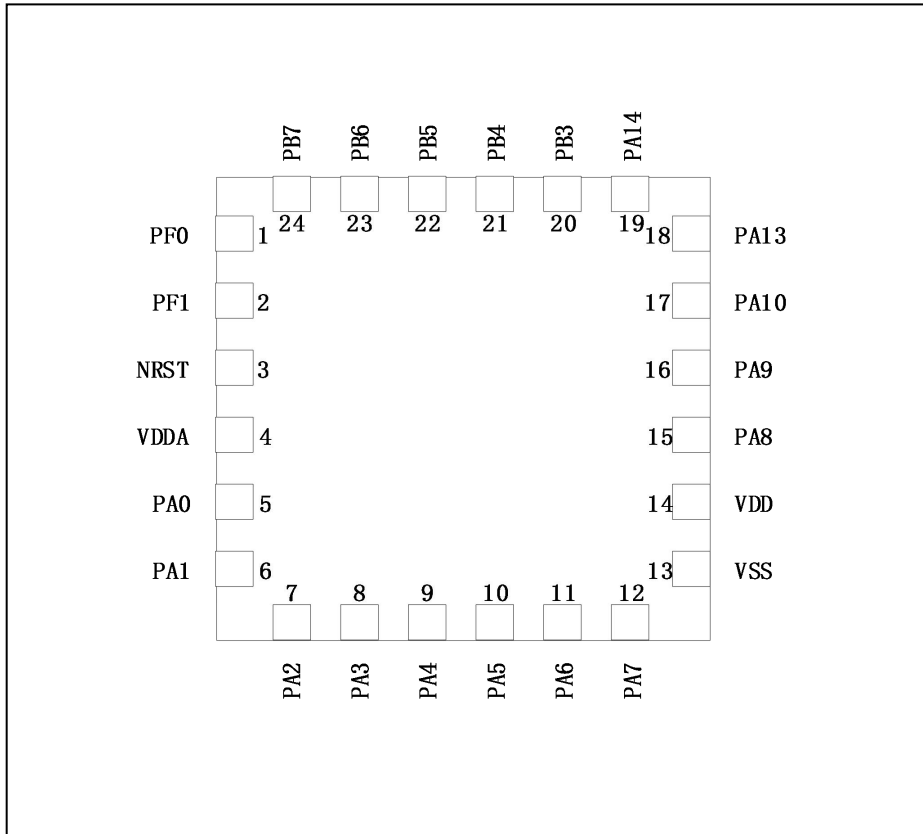 PB7 PB6 PB5 PB4 PB3 PA14
24 23 22 21 20 19
PF0 1 18 PA13
PF1 2 17 PA10
NRST 3 16 PA9
VDDA 4 15 PA8
PA0 5 14 VDD
PA1 6 13 VSS
7 8 9 10 11 12
PA2 PA3 PA4 PA5 PA6 PA7